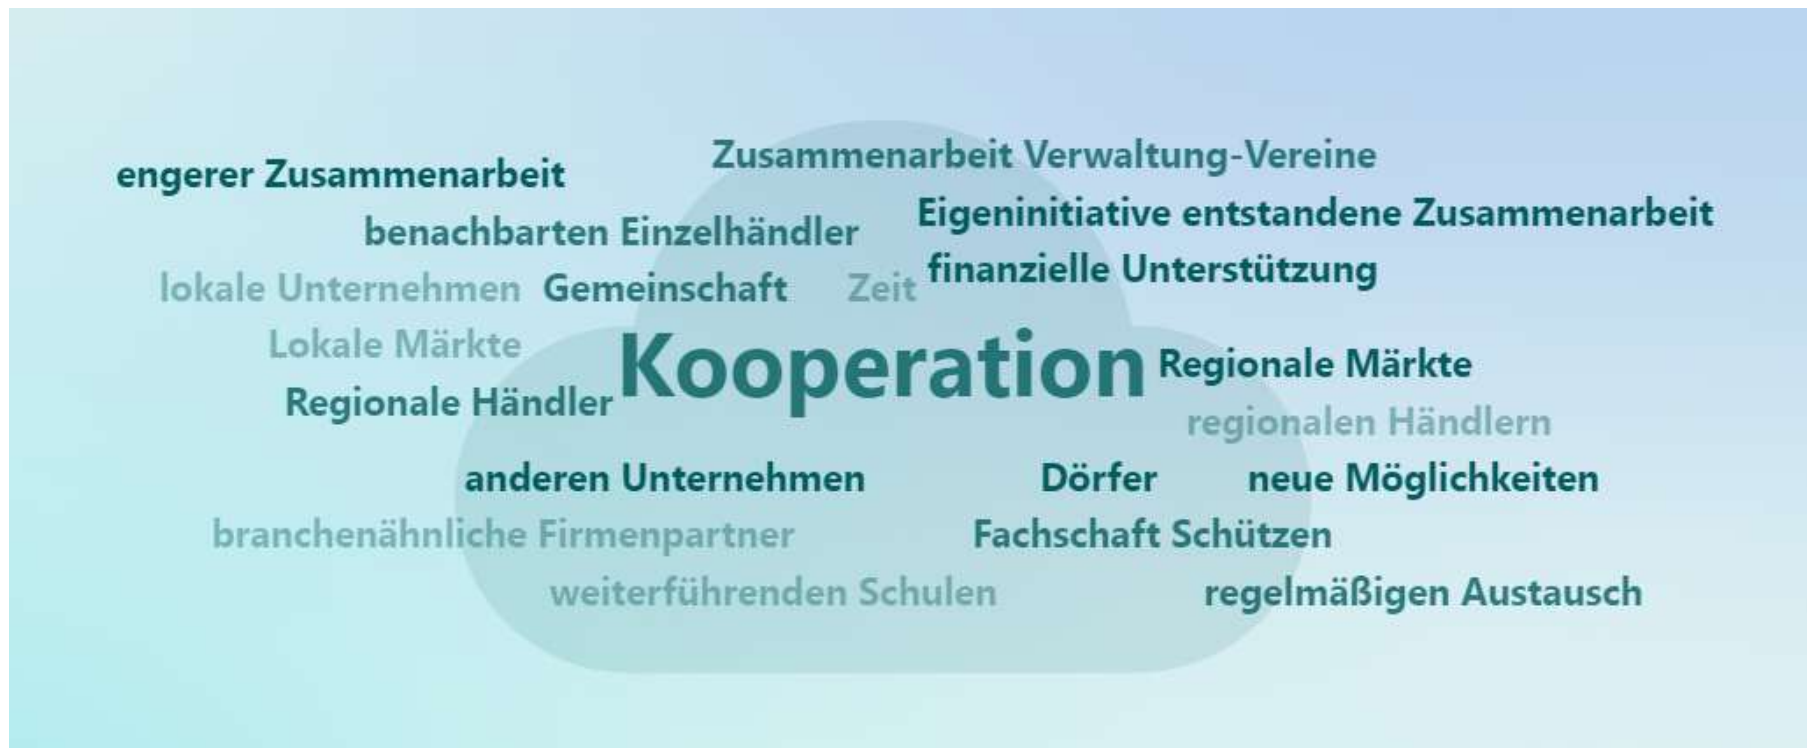 Zusammenarbeit Verwaltung-Vereine
engerer Zusammenarbeit
Eigeninitiative entstandene Zusammenarbeit
benachbarten Einzelhändler
finanzielle Unterstützung
lokale Unternehmen Gemeinschaft Zeit
Lokale Märkte
Kooperation Regionale Märkte
Regionale Händler
regionalen Händlern
anderen Unternehmen Dörfer neue Möglichkeiten
branchenähnliche Firmenpartner Fachschaft Schützen
weiterführenden Schulen regelmäßigen Austausch